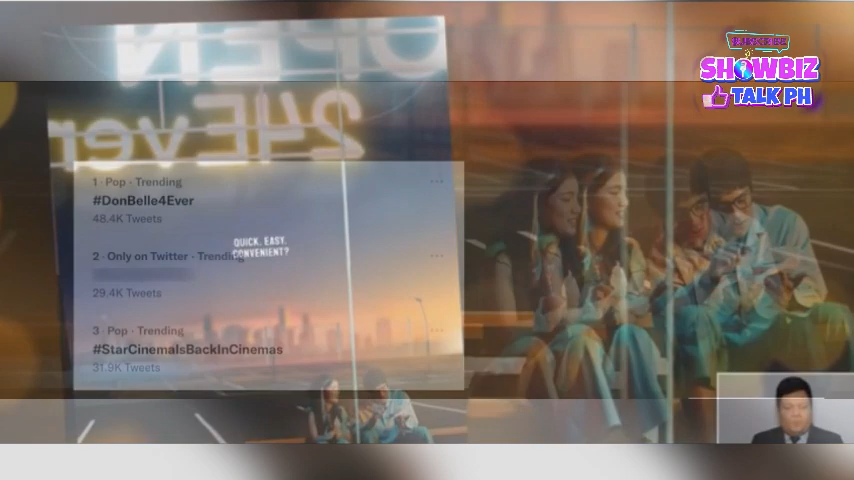 OPEN
24Ever
SHOWBIZ
TALK PH
1 · Pop · Trending
#DonBelle4Ever
48.4K Tweets
QUICK. EASY.
CONVENIENT?
2 · Only on Twitter · Trending
29.4K Tweets
3 · Pop · Trending
#StarCinemaIsBackInCinemas
31.9K Tweets